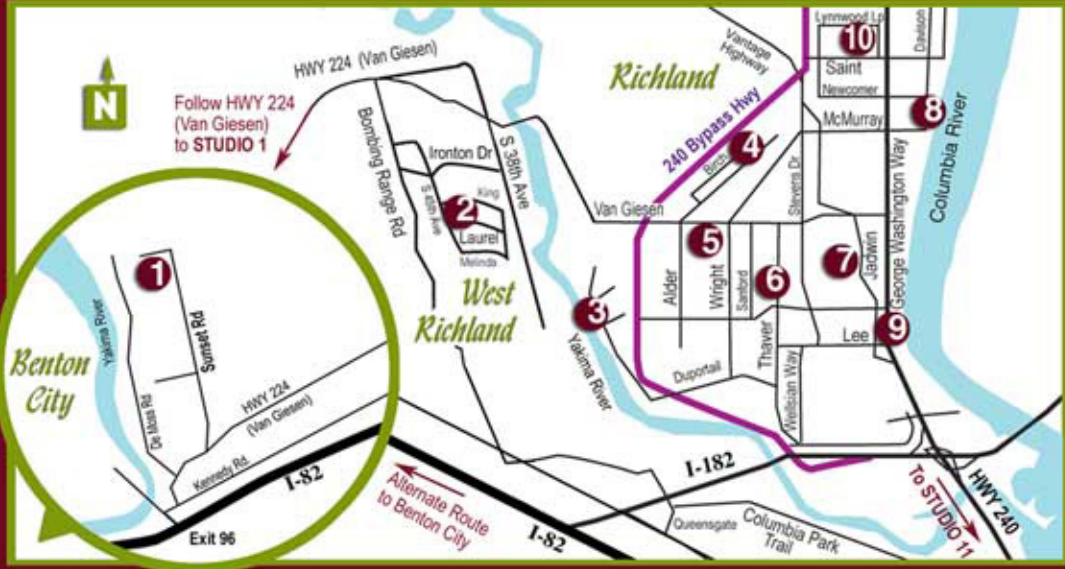 N
Follow HWY 224
(Van Giesen)
to STUDIO 1
HWY 224 (Van Giesen)
Bombing Range Rd
Ironton Dr
S 38th Ave
S 45th Ave
King
2
Laurel
Melinda
West
Richland
Benton
City
1
Yakima River
De Moss Rd
Sunset Rd
HWY 224
(Van Giesen)
Kennedy Rd.
I-82
Exit 96
Alternate Route
to Benton City
I-82
Vantage
Highway
Richland
240 Bypass Hwy
Lynnwood Lp
10
Saint
Newcomer
Davison
8
McMurray
4
Birch
Stevens Dr
Van Giesen
5
Alder
Wright
Sanford
6
7
Jadwin
George Washington Way
Columbia River
3
Yakima River
9
Lee
Thayer
Wellsian Way
Duportail
I-182
HWY 240
To STUDIO 11
Queensgate
Columbia Park
Trail